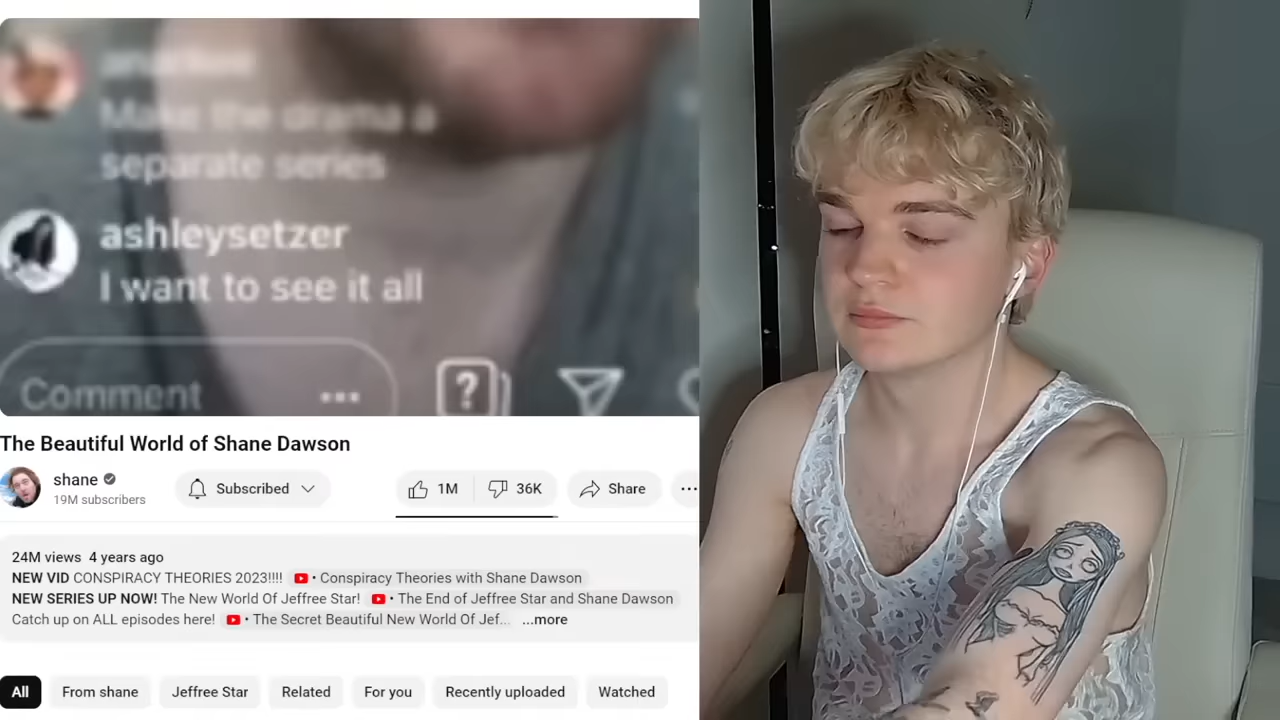 Make the drama a
separate series
ashleysetzer
I want to see it all
Comment
The Beautiful World of Shane Dawson
shane
19M subscribers
Subscribed
1M
36K
Share
24M views 4 years ago
NEW VID CONSPIRACY THEORIES 2023!!!! • Conspiracy Theories with Shane Dawson
NEW SERIES UP NOW! The New World Of Jeffree Star! • The End of Jeffree Star and Shane Dawson
Catch up on ALL episodes here! • The Secret Beautiful New World Of Jef... ...more
All
From shane
Jeffree Star
Related
For you
Recently uploaded
Watched